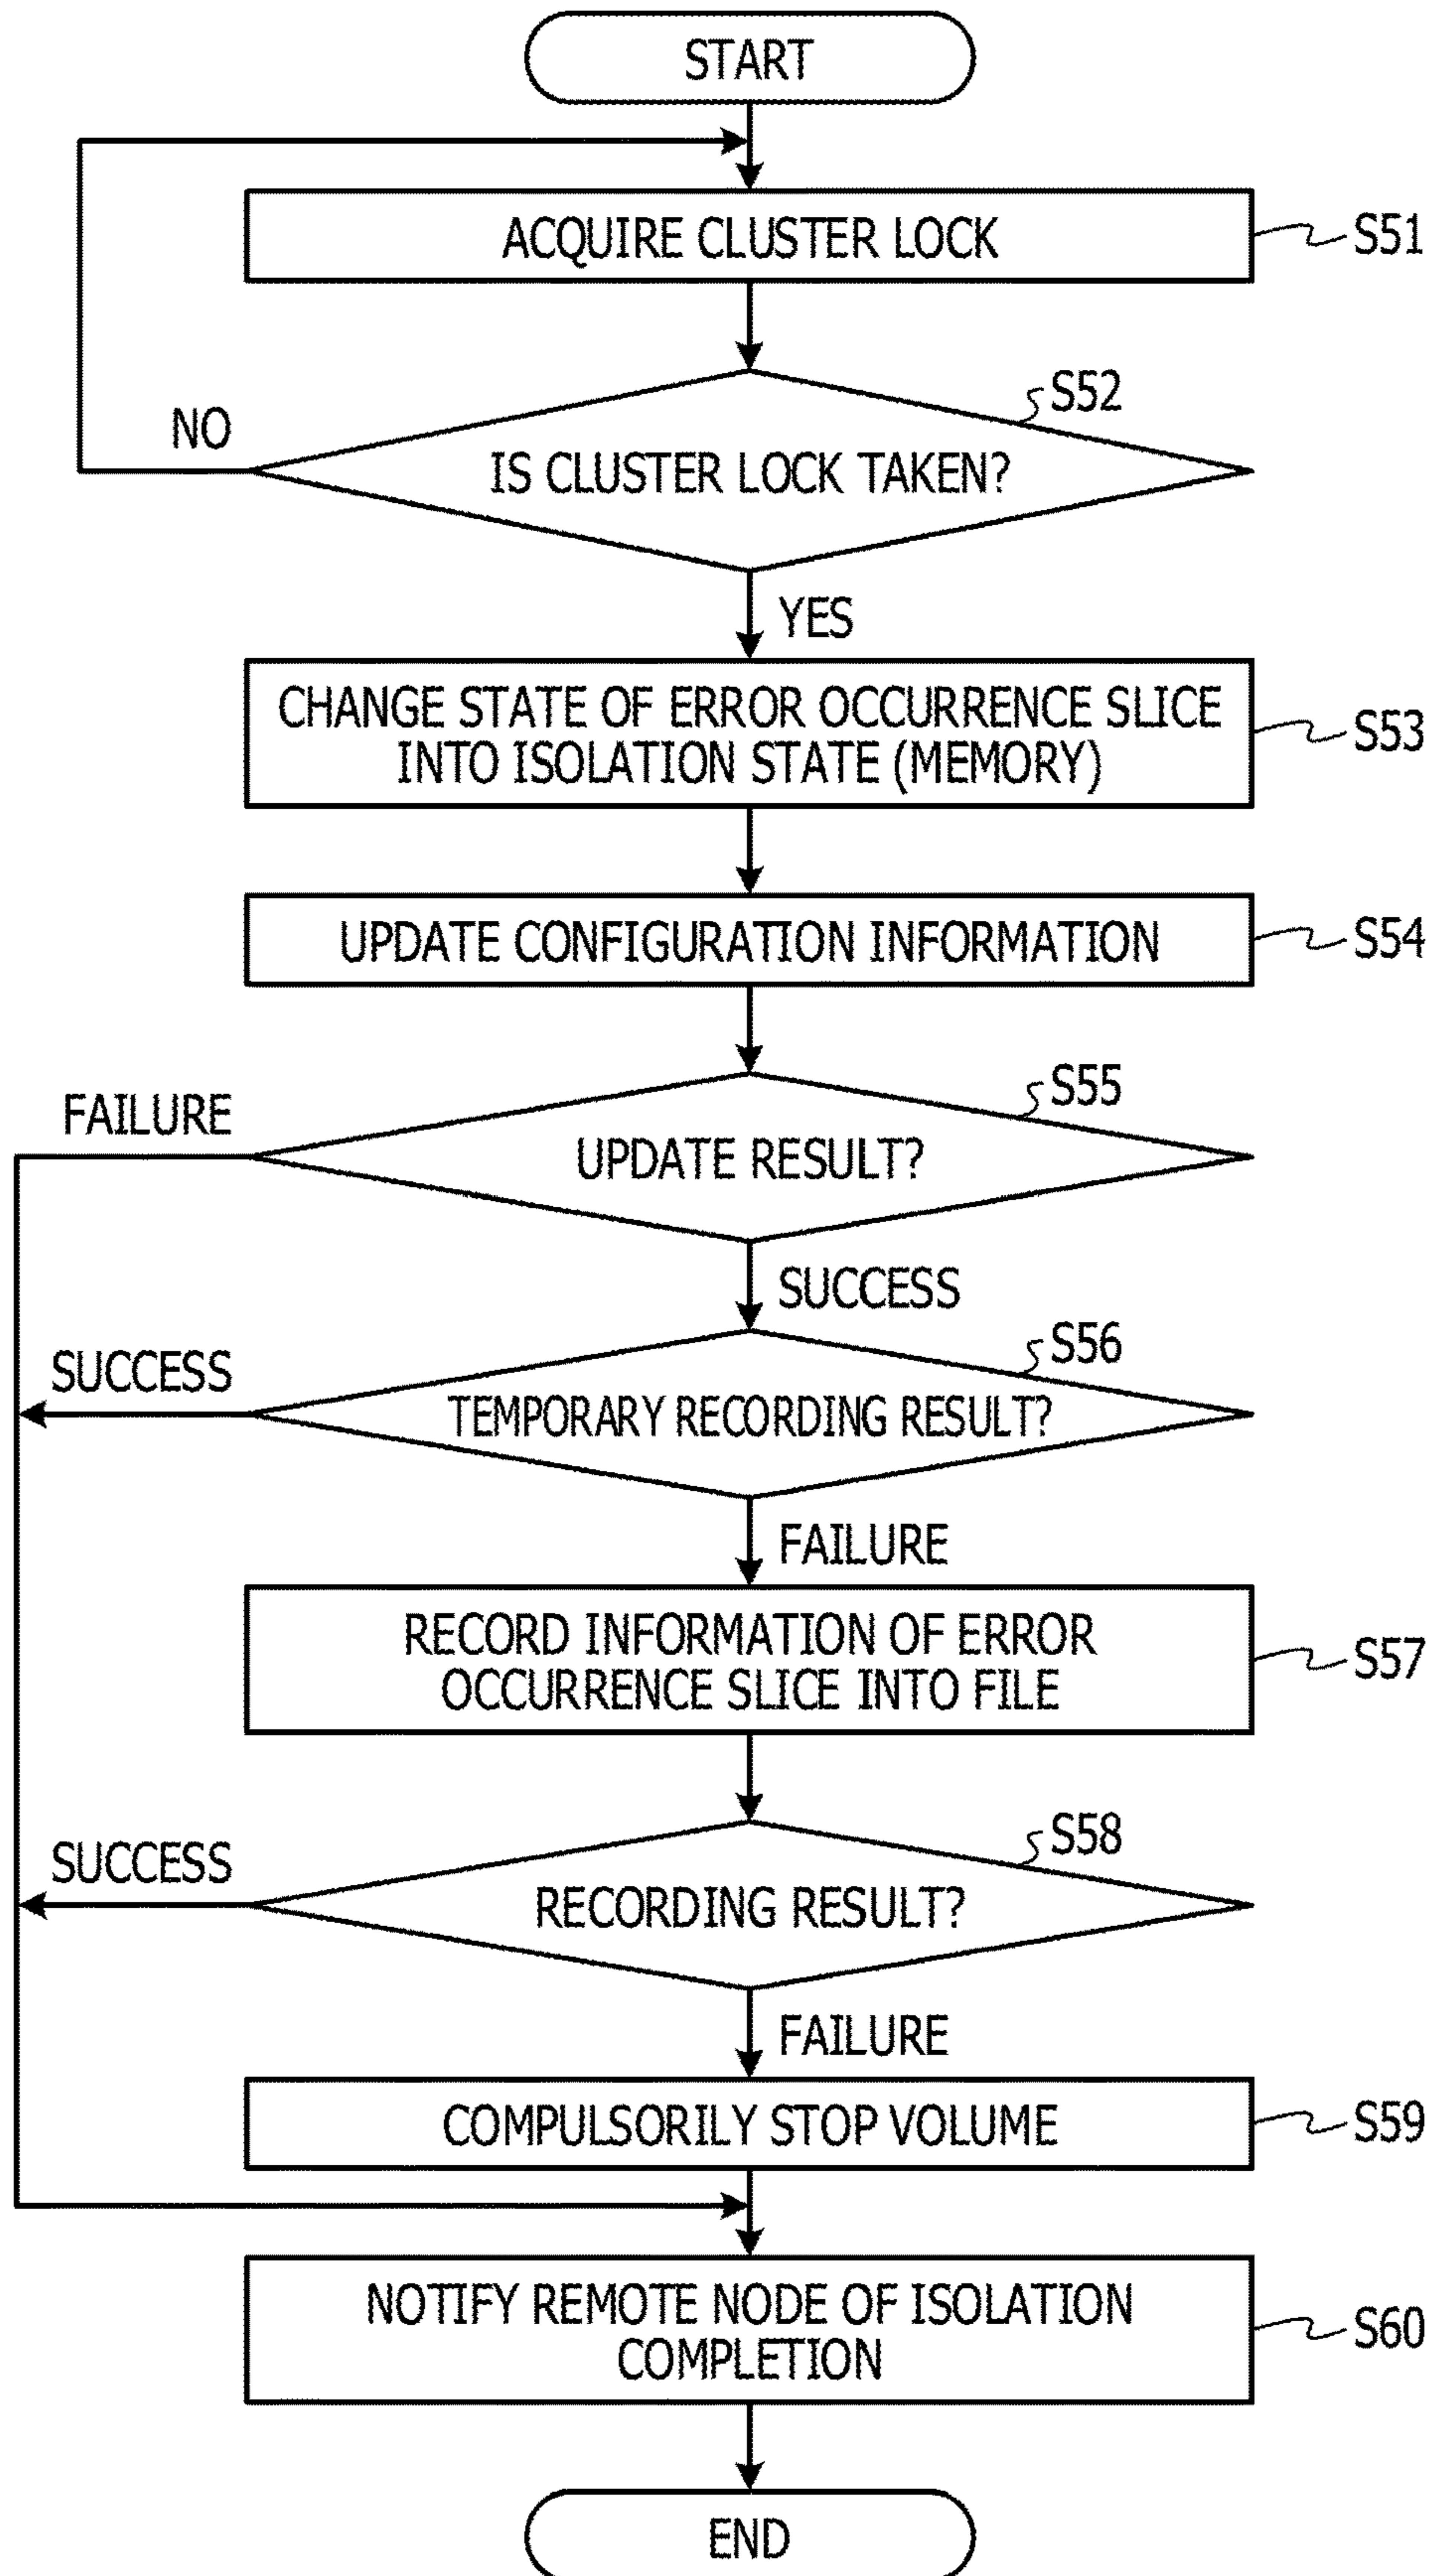 START
ACQUIRE CLUSTER LOCK
S51
S52
NO
IS CLUSTER LOCK TAKEN?
YES
CHANGE STATE OF ERROR OCCURRENCE SLICE
INTO ISOLATION STATE (MEMORY)
S53
UPDATE CONFIGURATION INFORMATION
S54
S55
FAILURE
UPDATE RESULT?
SUCCESS
S56
SUCCESS
TEMPORARY RECORDING RESULT?
FAILURE
RECORD INFORMATION OF ERROR
OCCURRENCE SLICE INTO FILE
S57
S58
SUCCESS
RECORDING RESULT?
FAILURE
COMPULSORILY STOP VOLUME
S59
NOTIFY REMOTE NODE OF ISOLATION
COMPLETION
S60
END